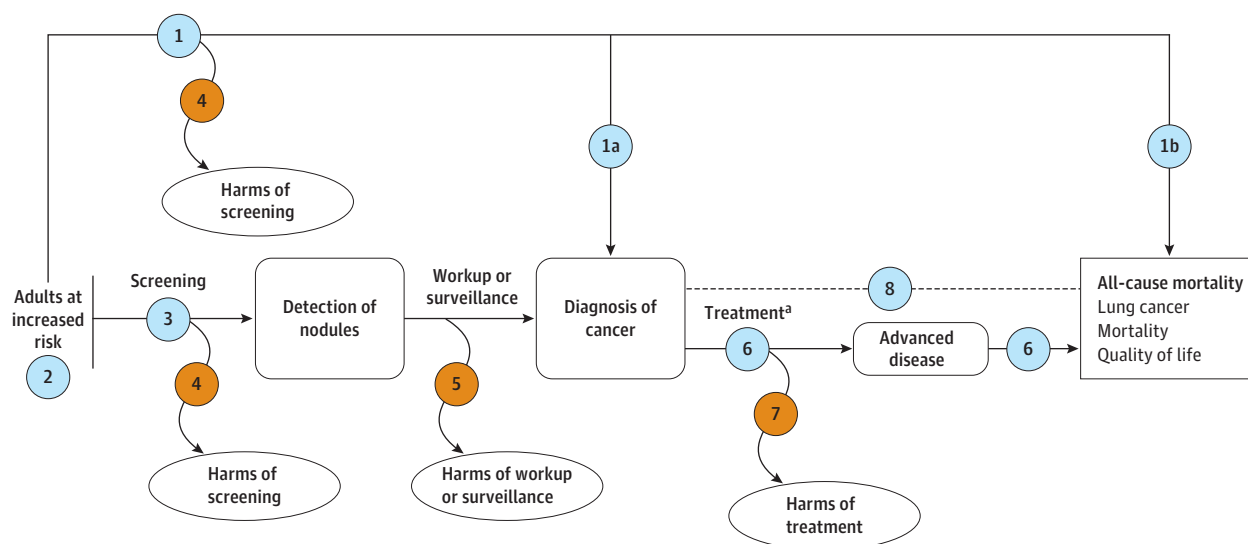 1
4
1a
1b
Harms of
screening
Adults at
increased
risk
2
Screening
3
4
Harms of
screening
Detection of
nodules
Workup or
surveillance
5
Harms of workup
or surveillance
Diagnosis of
cancer
8
Treatmentᵃ
6
7
Harms of
treatment
Advanced
disease
6
All-cause mortality
Lung cancer
Mortality
Quality of life